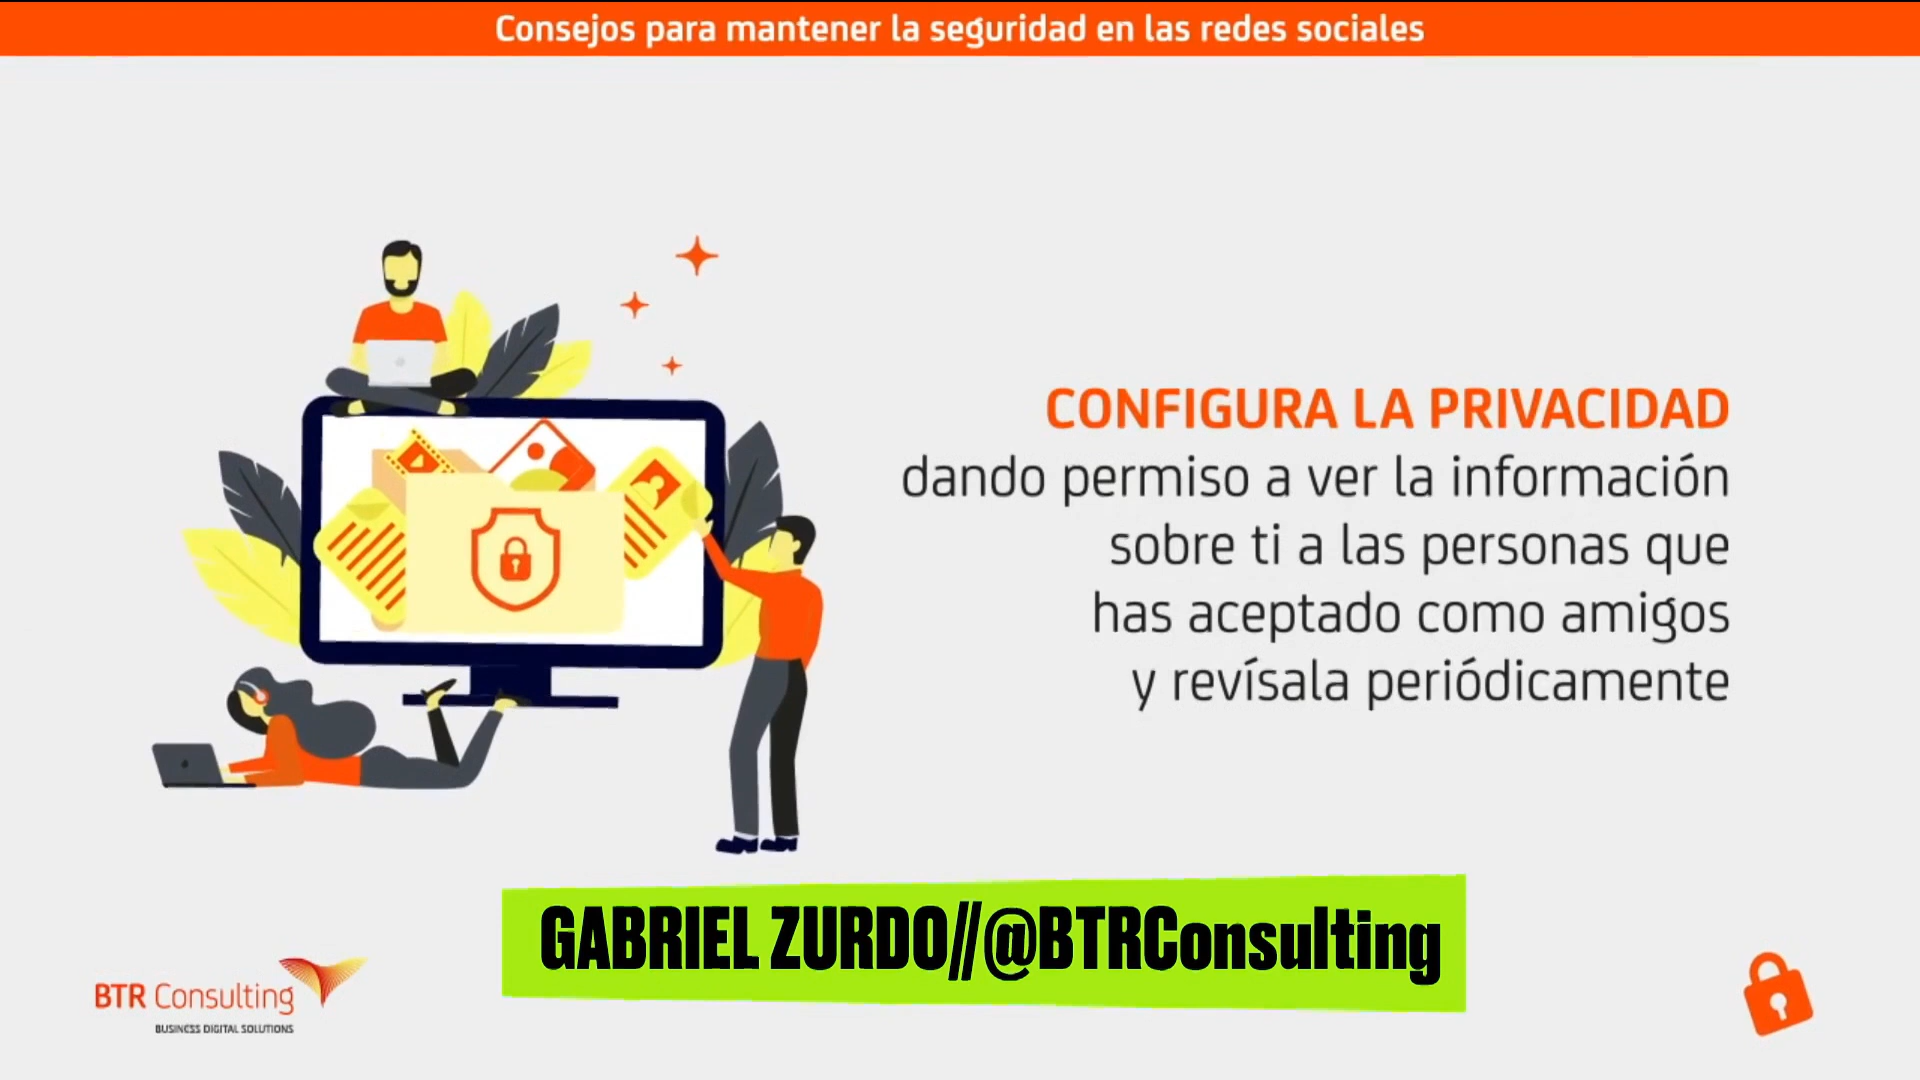 Consejos para mantener la seguridad en las redes sociales
CONFIGURA LA PRIVACIDAD
dando permiso a ver la información
sobre ti a las personas que
has aceptado como amigos
y revísala periódicamente
GABRIEL ZURDO//@BTRConsulting
BTR Consulting
BUSINESS DIGITAL SOLUTIONS